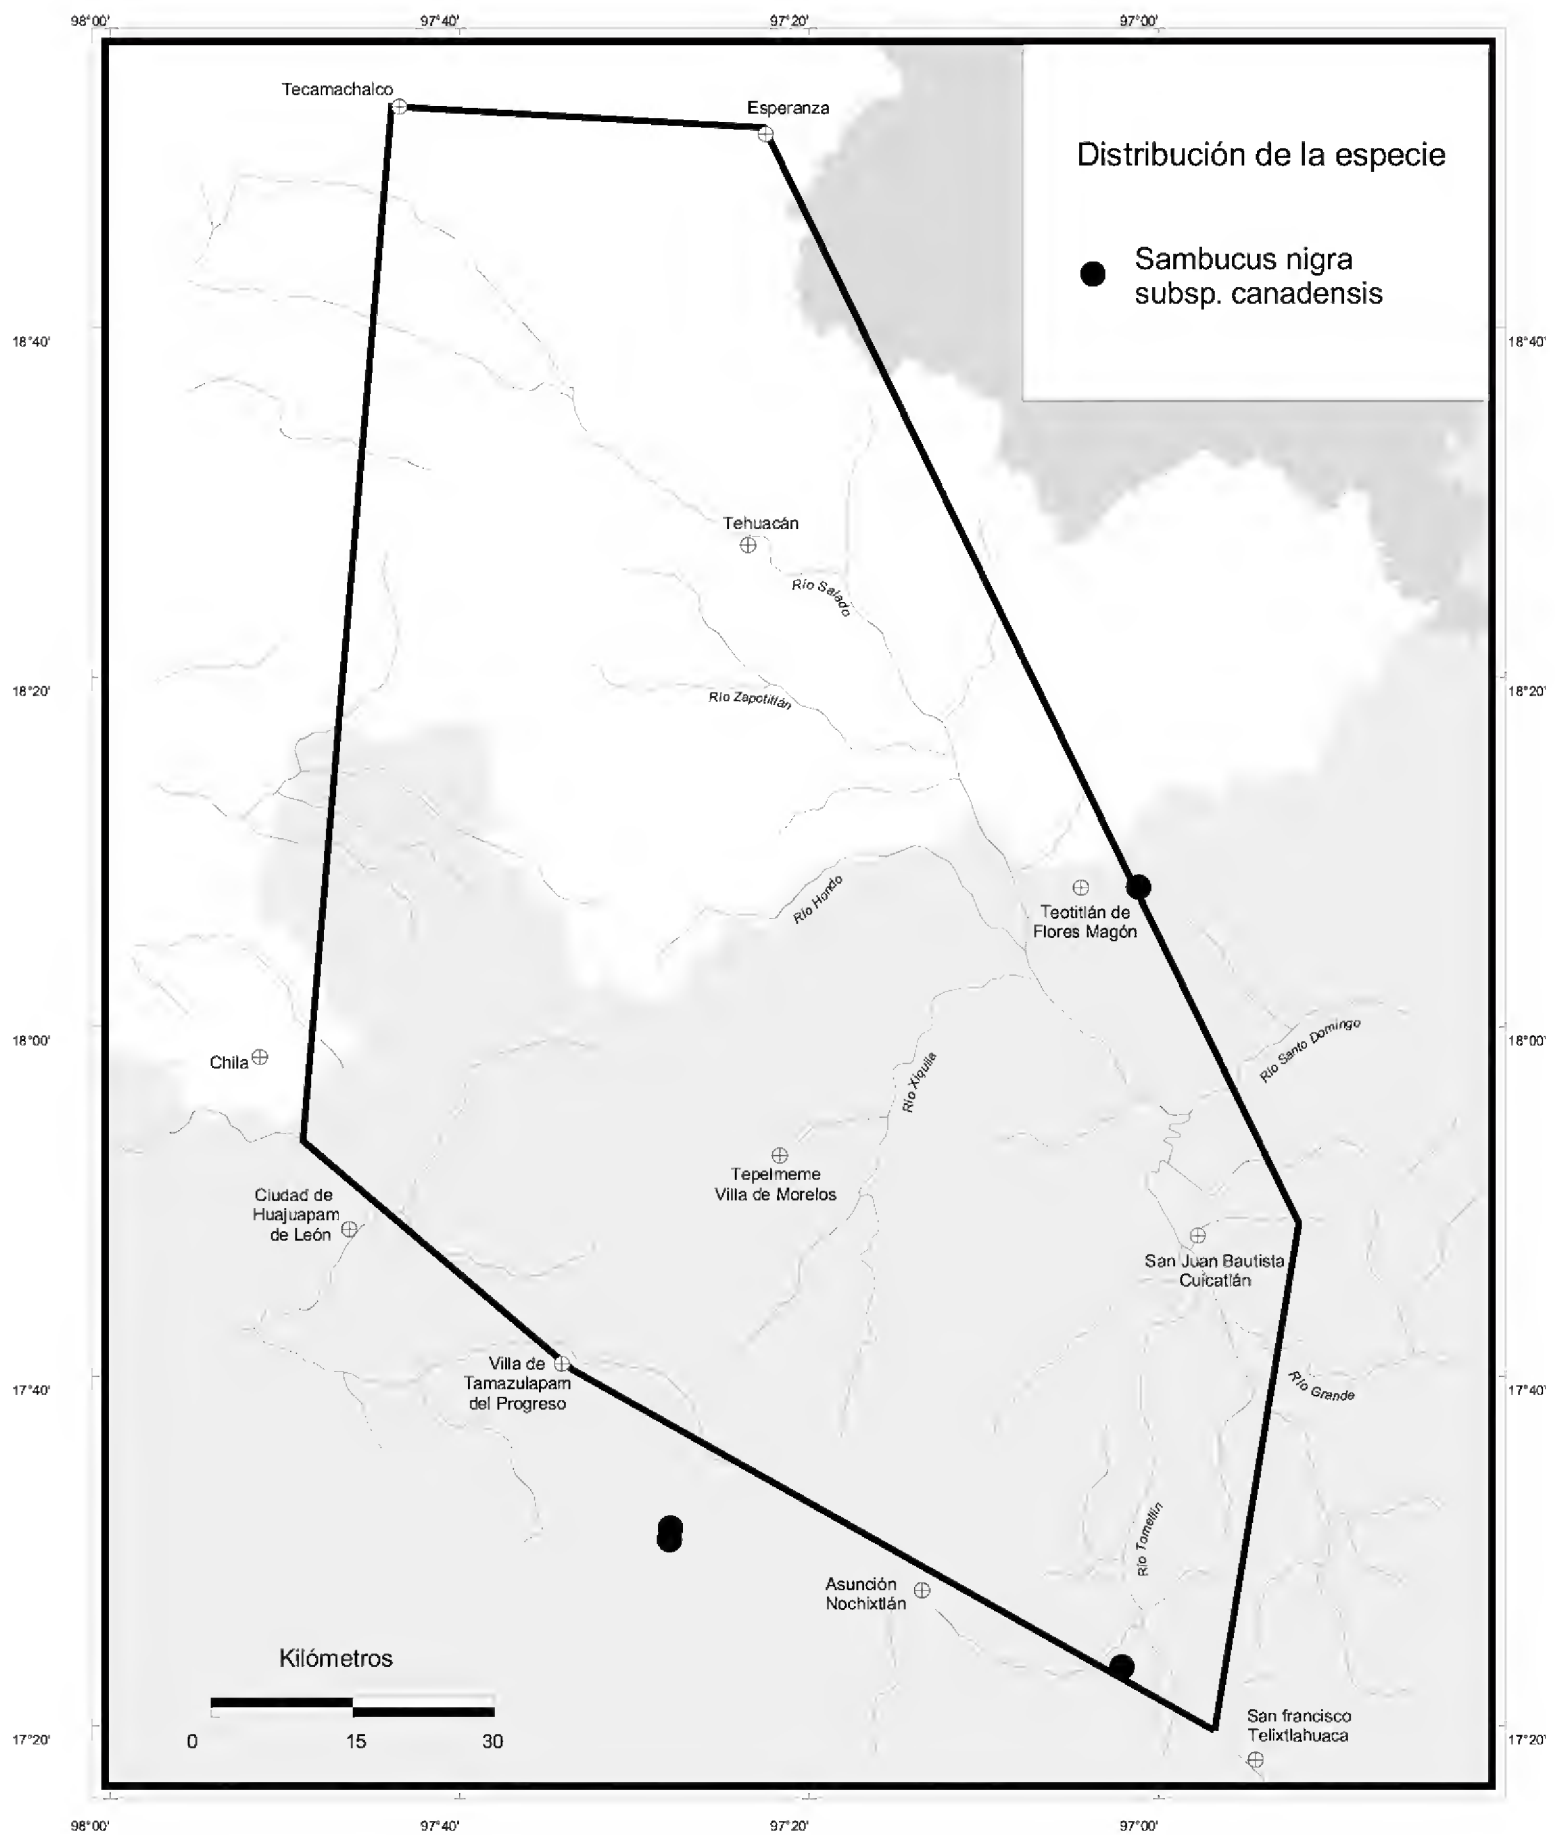 98°00'
97°40'
97°20'
97°00'
Tecamachalco
Esperanza
Distribución de la especie
Sambucus nigra
subsp. canadensis
18°40'
18°40'
Tehuacán
Río Salado
18°20'
18°20'
Río Zapotitlán
Río Hondo
Teotitlán de
Flores Magón
18°00'
18°00'
Río Santo Domingo
Chila
Río Xiquila
Tepelmeme
Villa de Morelos
Ciudad de
Huajuapam
de León
San Juan Bautista
Cuicatlán
Villa de
Tamazulapam
del Progreso
17°40'
17°40'
Río Grande
Río Tomellín
Asunción
Nochixtlán
Kilómetros
0 15 30
San francisco
Telixtlahuaca
17°20'
17°20'
98°00'
97°40'
97°20'
97°00'